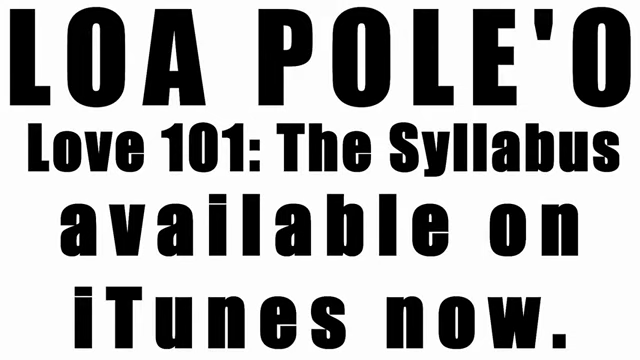 LOA POLE'O
Love 101: The Syllabus
available on
iTunes now.